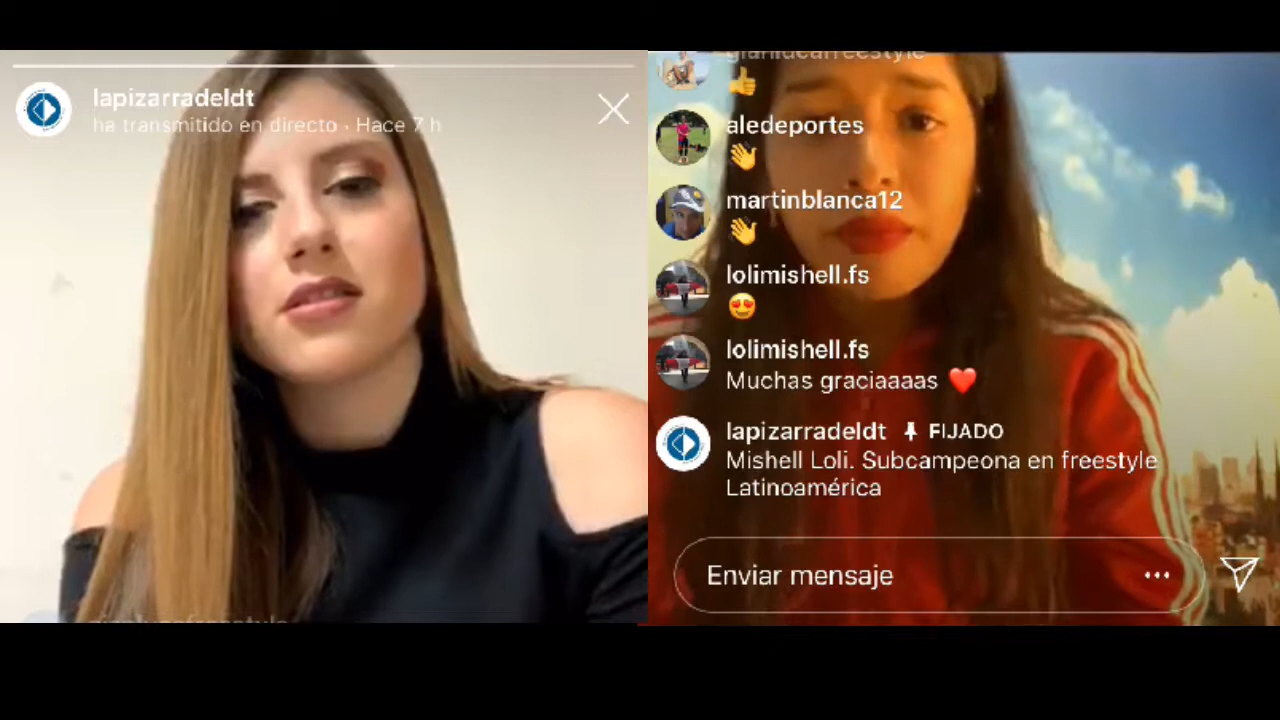 lapizarradeldt
ha transmitido en directo · Hace 7 h
gianlucafreestyle
aledeportes
martinblanca12
lolimishell.fs
lolimishell.fs
Muchas graciaaaas
lapizarradeldt FIJADO
Mishell Loli. Subcampeona en freestyle
Latinoamérica
Enviar mensaje